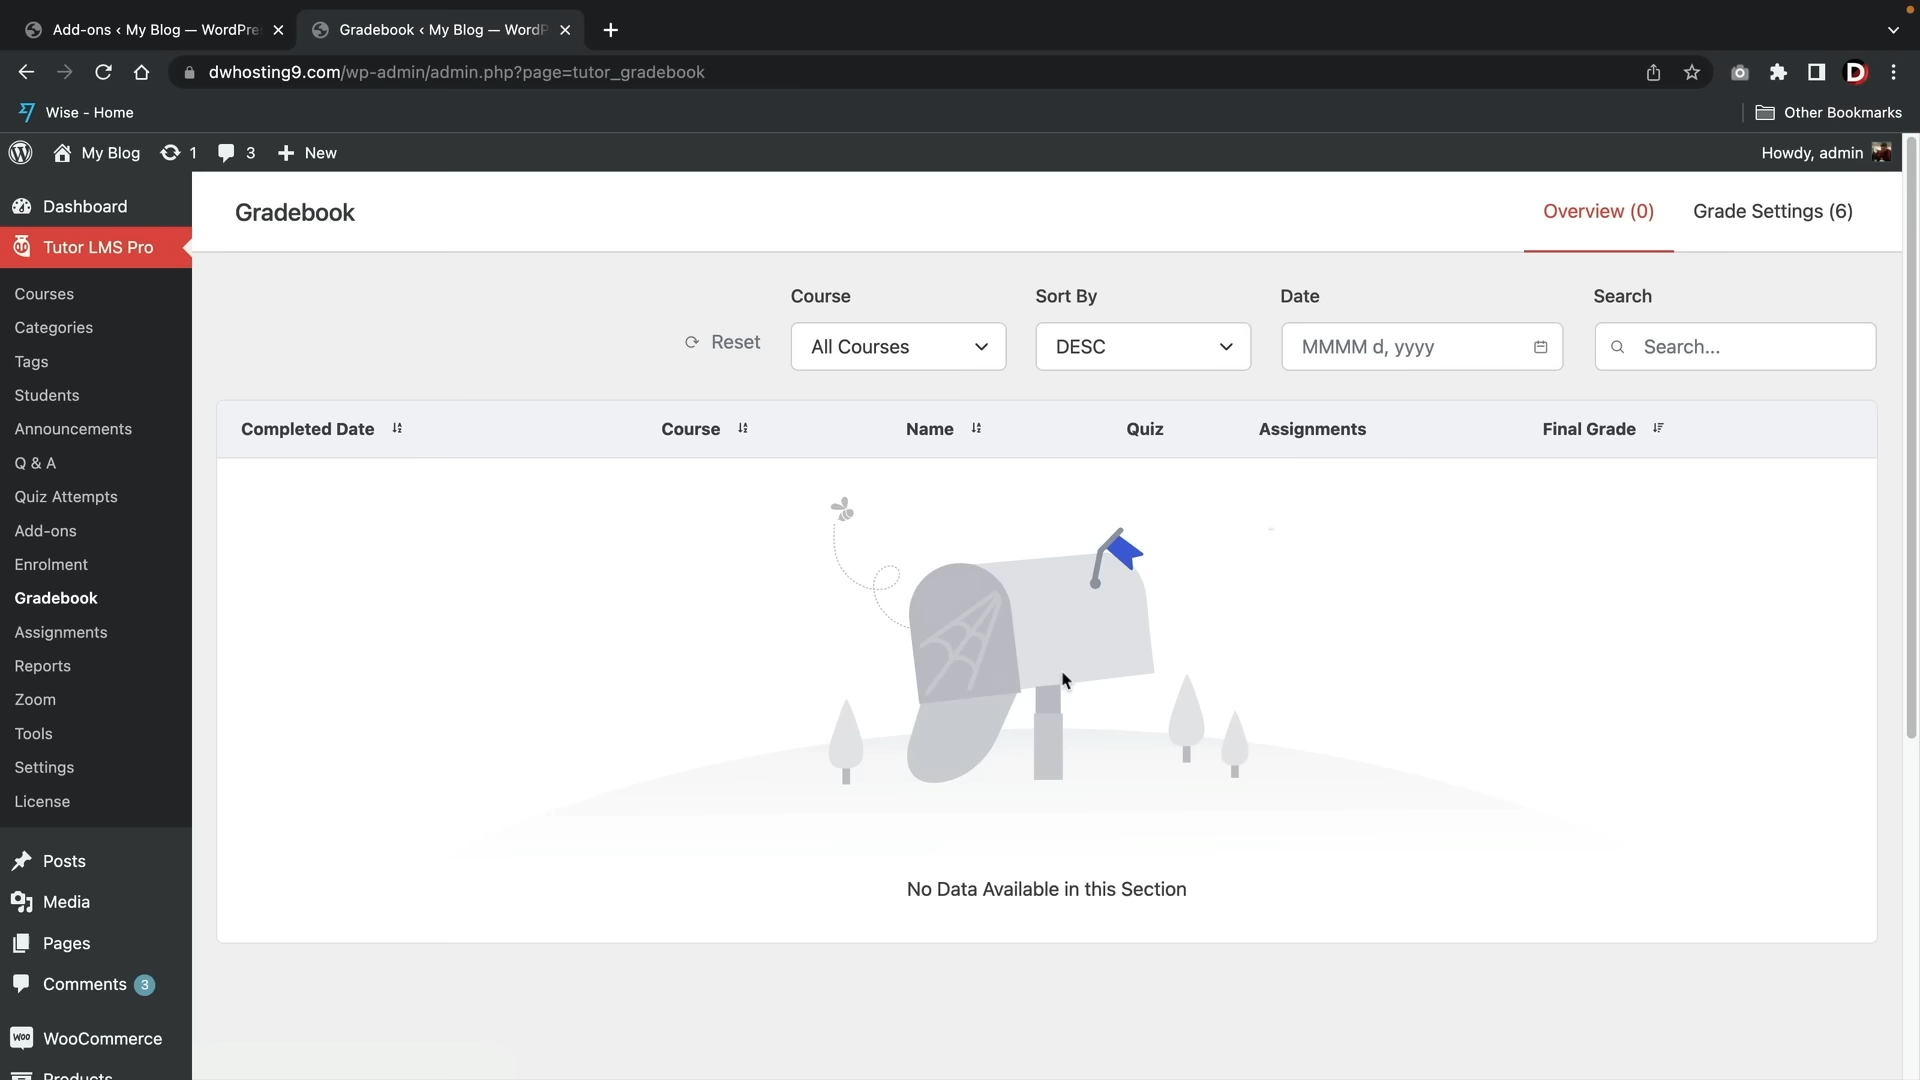 Add-ons ‹ My Blog — WordPre
Gradebook ‹ My Blog — WordP
dwhosting9.com/wp-admin/admin.php?page=tutor_gradebook
Wise - Home
Other Bookmarks
My Blog
1
3
New
Howdy, admin
Dashboard
Tutor LMS Pro
Courses
Categories
Tags
Students
Announcements
Q & A
Quiz Attempts
Add-ons
Enrolment
Gradebook
Assignments
Reports
Zoom
Tools
Settings
License
Posts
Media
Pages
Comments 3
WooCommerce
Products
Gradebook
Overview (0)
Grade Settings (6)
Course
Sort By
Date
Search
Reset
All Courses
DESC
MMMM d, yyyy
Search...
Completed Date
Course
Name
Quiz
Assignments
Final Grade
No Data Available in this Section